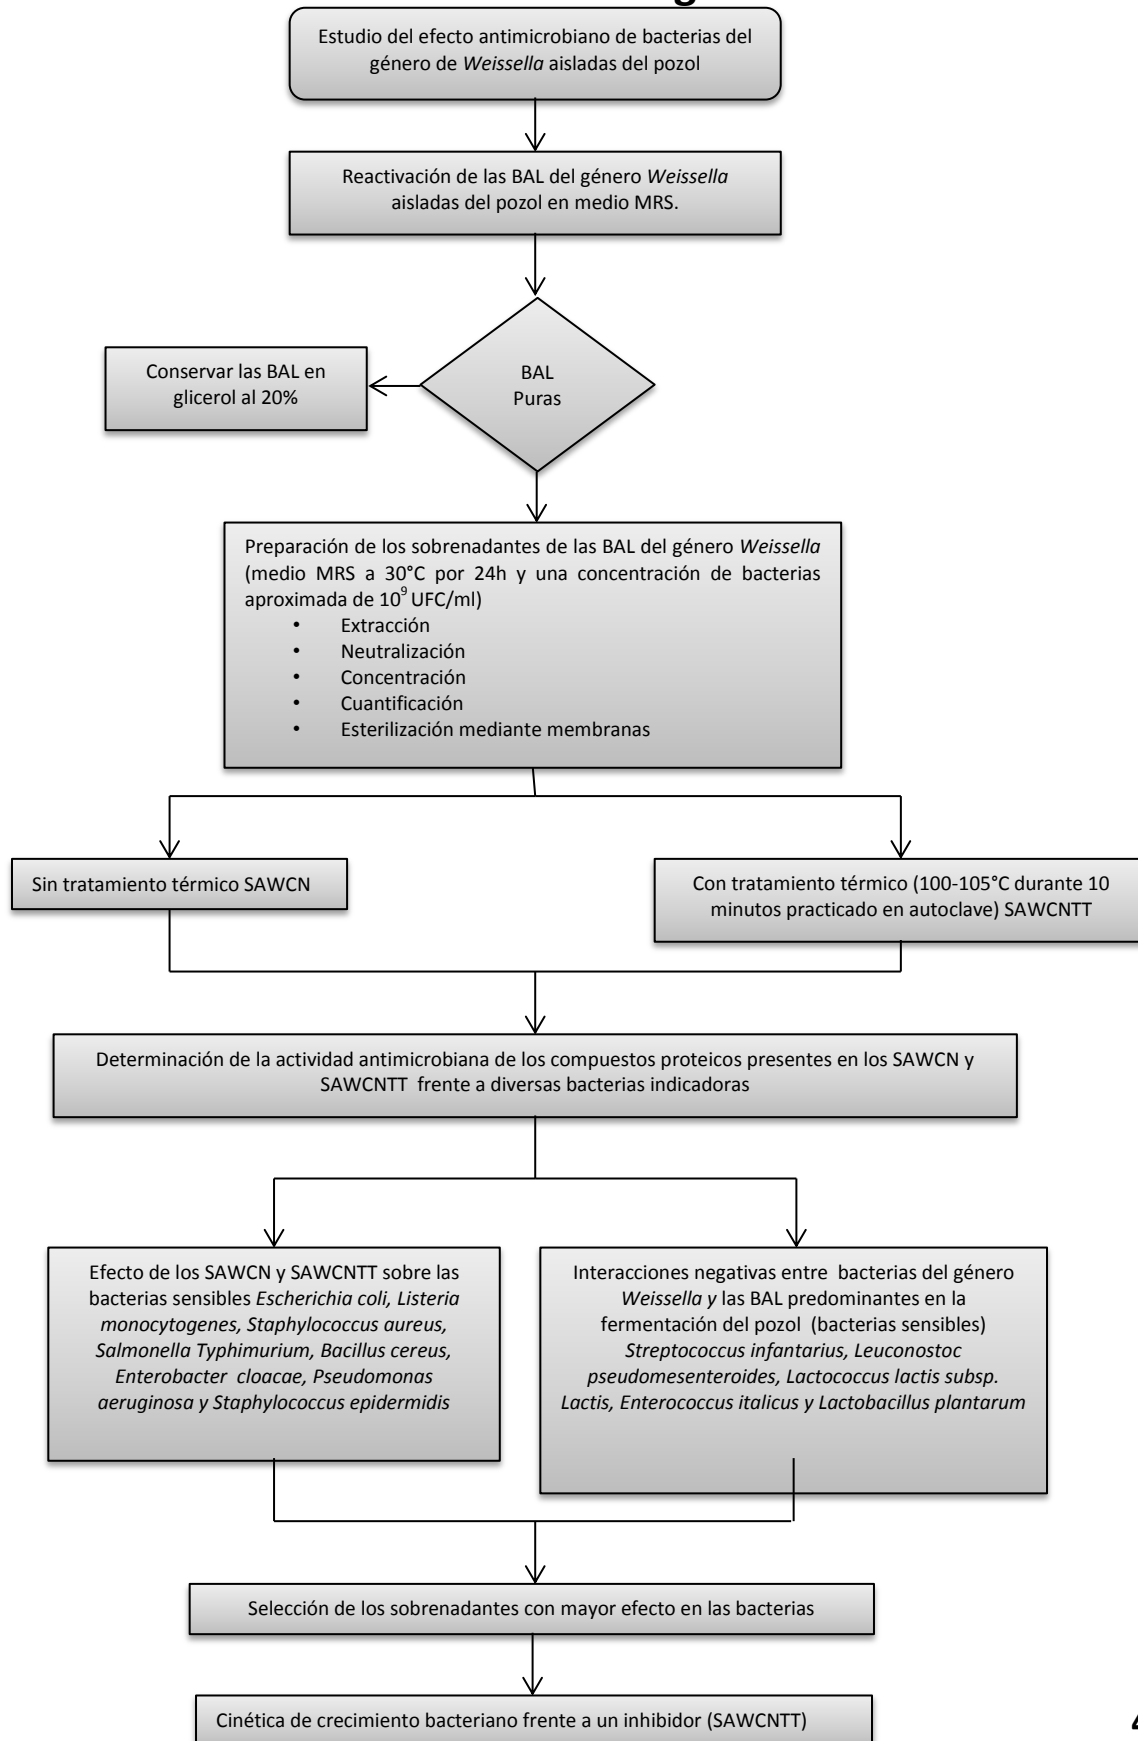 Estudio del efecto antimicrobiano de bacterias del
género de Weissella aisladas del pozol
Reactivación de las BAL del género Weissella
aisladas del pozol en medio MRS.
Conservar las BAL en
glicerol al 20%
BAL
Puras
Preparación de los sobrenadantes de las BAL del género Weissella
(medio MRS a 30°C por 24h y una concentración de bacterias
aproximada de 10⁹ UFC/ml)
• Extracción
• Neutralización
• Concentración
• Cuantificación
• Esterilización mediante membranas
Sin tratamiento térmico SAWCN
Con tratamiento térmico (100-105°C durante 10
minutos practicado en autoclave) SAWCNTT
Determinación de la actividad antimicrobiana de los compuestos proteicos presentes en los SAWCN y
SAWCNTT frente a diversas bacterias indicadoras
Efecto de los SAWCN y SAWCNTT sobre las
bacterias sensibles Escherichia coli, Listeria
monocytogenes, Staphylococcus aureus,
Salmonella Typhimurium, Bacillus cereus,
Enterobacter cloacae, Pseudomonas
aeruginosa y Staphylococcus epidermidis
Interacciones negativas entre bacterias del género
Weissella y las BAL predominantes en la
fermentación del pozol (bacterias sensibles)
Streptococcus infantarius, Leuconostoc
pseudomesenteroides, Lactococcus lactis subsp.
Lactis, Enterococcus italicus y Lactobacillus plantarum
Selección de los sobrenadantes con mayor efecto en las bacterias
Cinética de crecimiento bacteriano frente a un inhibidor (SAWCNTT)